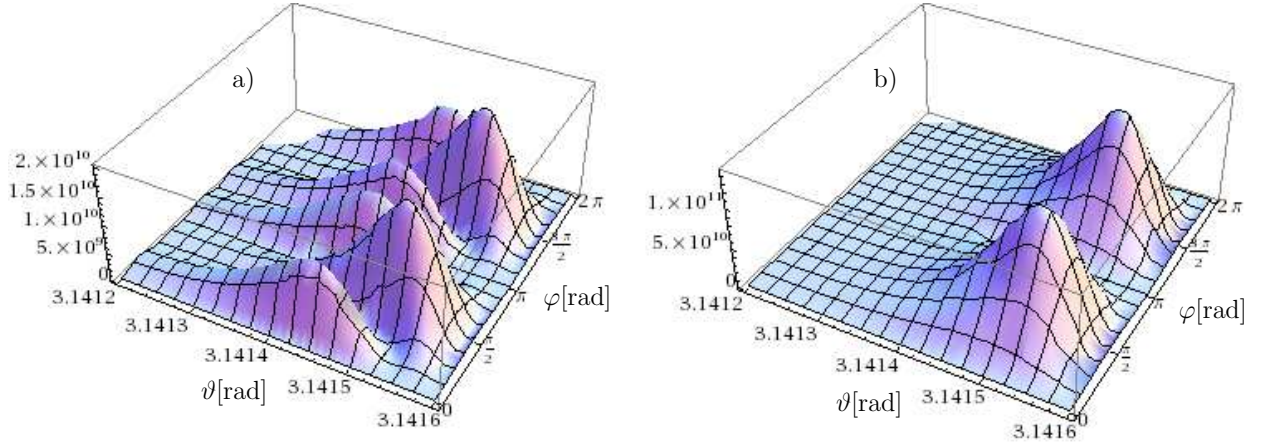 a)
2.×10¹⁰
1.5×10¹⁰
1.×10¹⁰
5.×10⁹
0
3.1412
3.1413
3.1414
3.1415
3.1416
ϑ[rad]
0
π/2
π
3π/2
2π
φ[rad]
b)
1.×10¹¹
5.×10¹⁰
0
3.1412
3.1413
3.1414
3.1415
3.1416
ϑ[rad]
0
π/2
π
3π/2
2π
φ[rad]